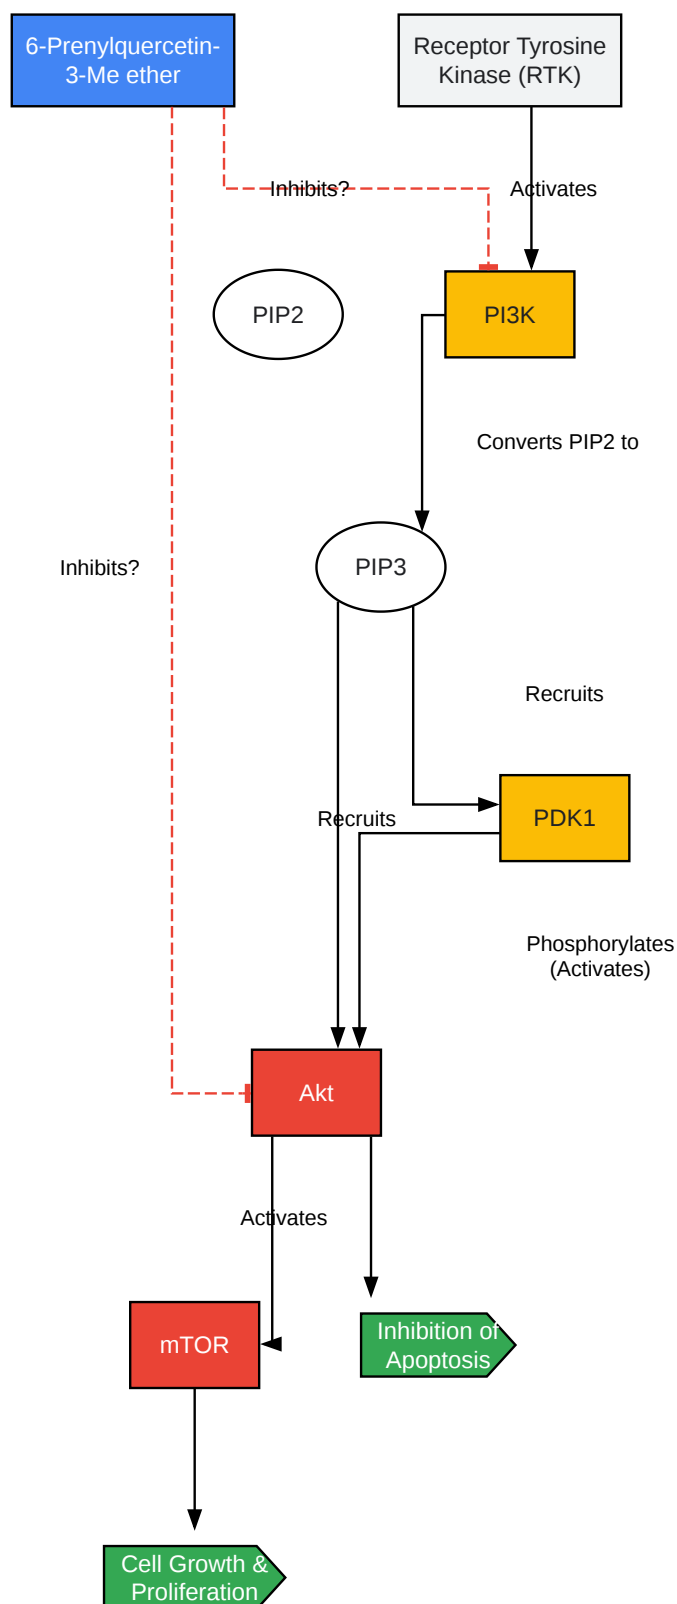 6-Prenylquercetin-
3-Me ether
Receptor Tyrosine
Kinase (RTK)
Inhibits?
Activates
PIP2
PI3K
Converts PIP2 to
PIP3
Inhibits?
Recruits
Recruits
PDK1
Phosphorylates
(Activates)
Akt
Activates
mTOR
Inhibition of
Apoptosis
Cell Growth &
Proliferation